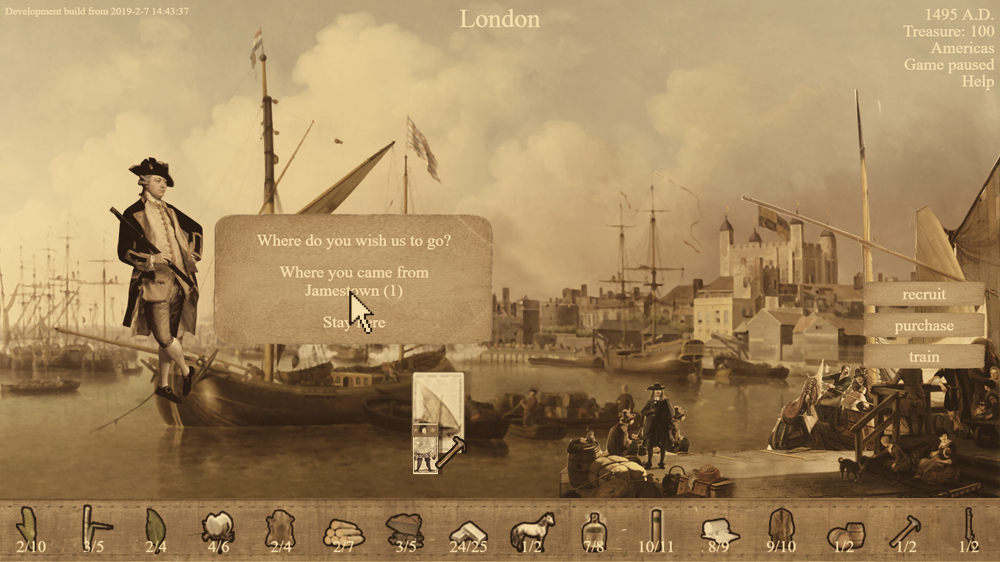 Development build from 2019-2-7 14:43:37
London
1495 A.D.
Treasure: 100
Americas
Game paused
Help
Where do you wish us to go?
Where you came from
Jamestown (1)
Stay here
recruit
purchase
train
2/10 3/5 2/4 4/6 2/4 2/7 3/5 24/25 1/2 7/8 10/11 8/9 9/10 1/2 1/2 1/2